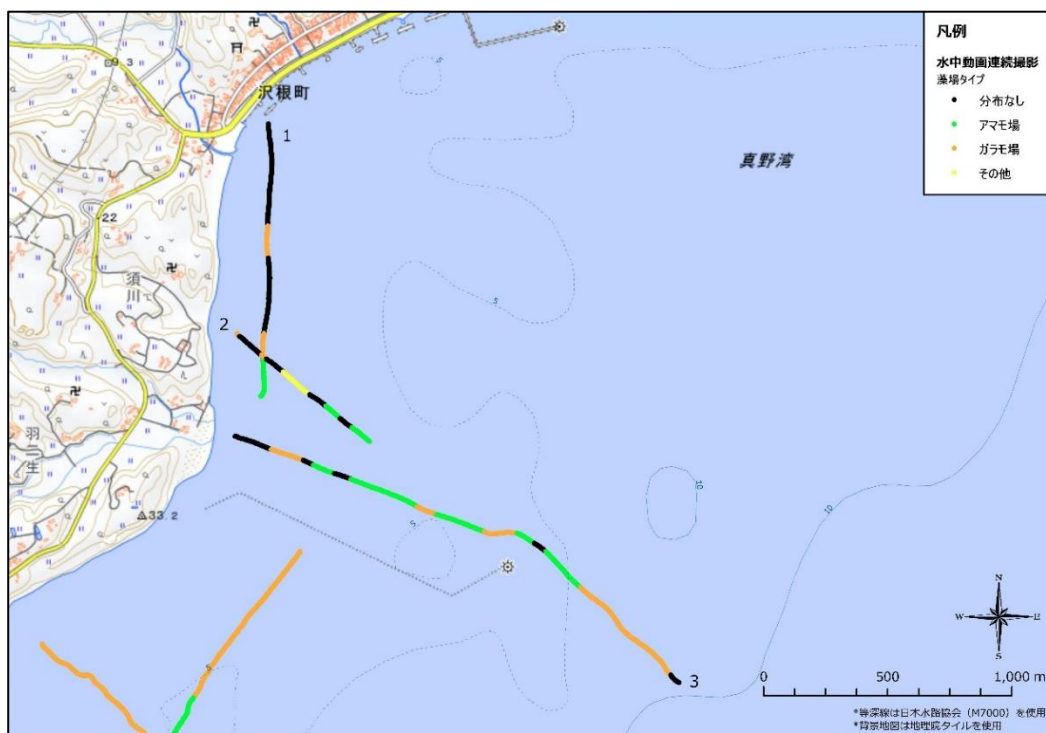 凡例
水中動画連続撮影
藻場タイプ
分布なし
アマモ場
ガラモ場
その他
沢根町
真野湾
1
22
須川
50
2
羽二生
33.2
5
5
5
5
10
10
3
N
W E
S
0 500 1,000 m
*等深線は日本水路協会（M7000）を使用
*背景地図は地理院タイルを使用